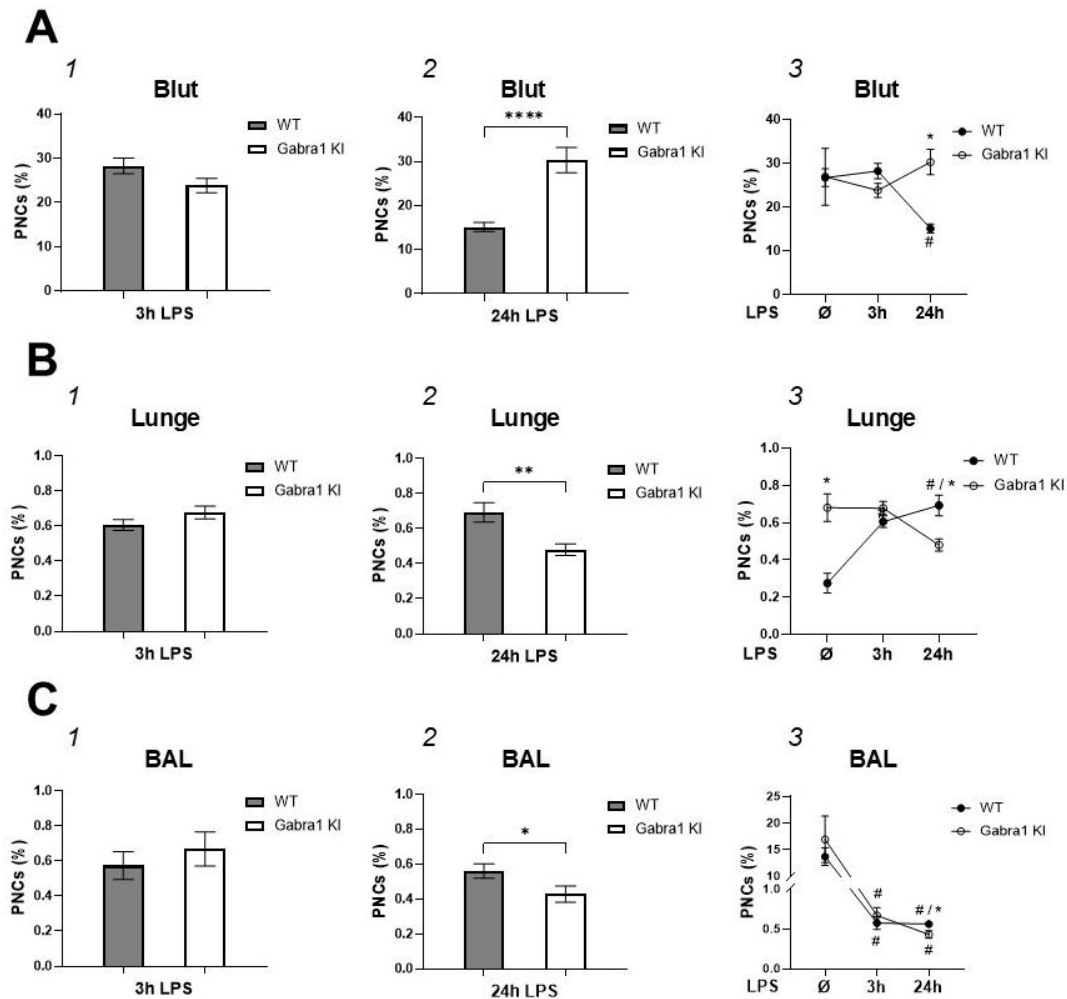 A
1
Blut
WT
Gabra1 KI
40
30
20
10
0
PNCs (%)
3h LPS
2
Blut
****
WT
Gabra1 KI
40
30
20
10
0
PNCs (%)
24h LPS
3
Blut
WT
Gabra1 KI
*
#
40
30
20
10
0
PNCs (%)
LPS Ø 3h 24h
B
1
Lunge
WT
Gabra1 KI
1.0
0.8
0.6
0.4
0.2
0.0
PNCs (%)
3h LPS
2
Lunge
**
WT
Gabra1 KI
1.0
0.8
0.6
0.4
0.2
0.0
PNCs (%)
24h LPS
3
Lunge
WT
Gabra1 KI
*
# / *
1.0
0.8
0.6
0.4
0.2
0.0
PNCs (%)
LPS Ø 3h 24h
C
1
BAL
WT
Gabra1 KI
1.0
0.8
0.6
0.4
0.2
0.0
PNCs (%)
3h LPS
2
BAL
*
WT
Gabra1 KI
1.0
0.8
0.6
0.4
0.2
0.0
PNCs (%)
24h LPS
3
BAL
WT
Gabra1 KI
25
20
15
10
1.0
0.5
0.0
PNCs (%)
#
# / *
#
#
LPS Ø 3h 24h